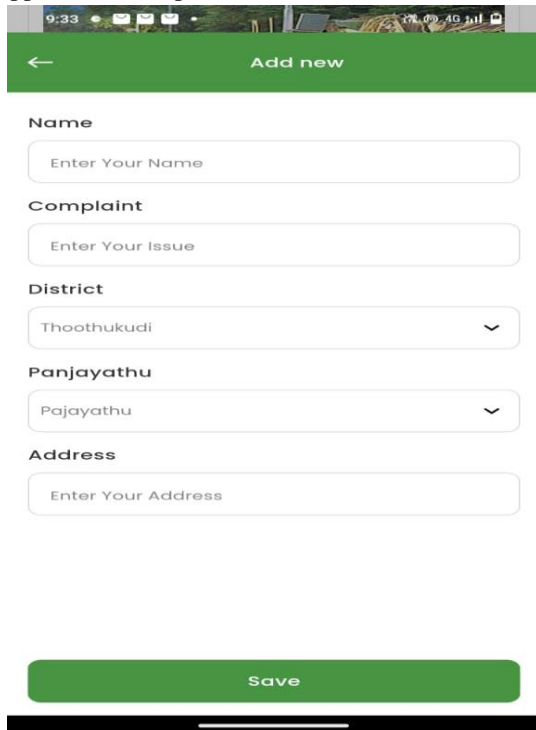 9:33
4G
Add new
Name
Enter Your Name
Complaint
Enter Your Issue
District
Thoothukudi
Panjayathu
Pajayathu
Address
Enter Your Address
Save